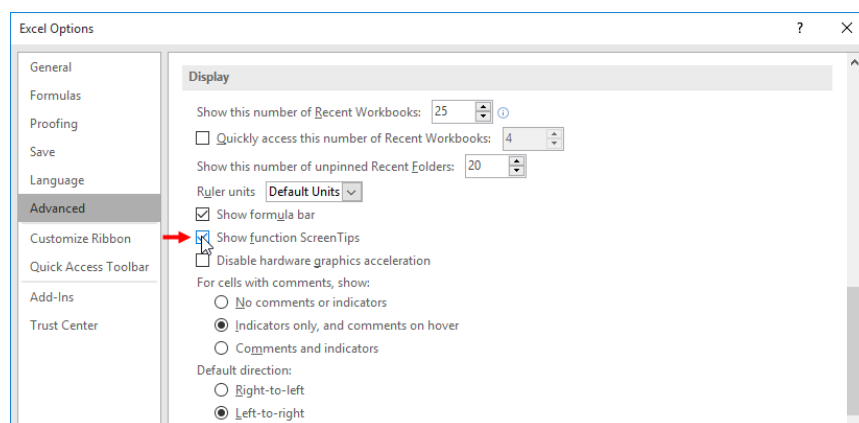 Excel Options
?
General
Formulas
Proofing
Save
Language
Advanced
Customize Ribbon
Quick Access Toolbar
Add-Ins
Trust Center
Display
Show this number of Recent Workbooks: 25
Quickly access this number of Recent Workbooks: 4
Show this number of unpinned Recent Folders: 20
Ruler units Default Units
Show formula bar
Show function ScreenTips
Disable hardware graphics acceleration
For cells with comments, show:
No comments or indicators
Indicators only, and comments on hover
Comments and indicators
Default direction:
Right-to-left
Left-to-right